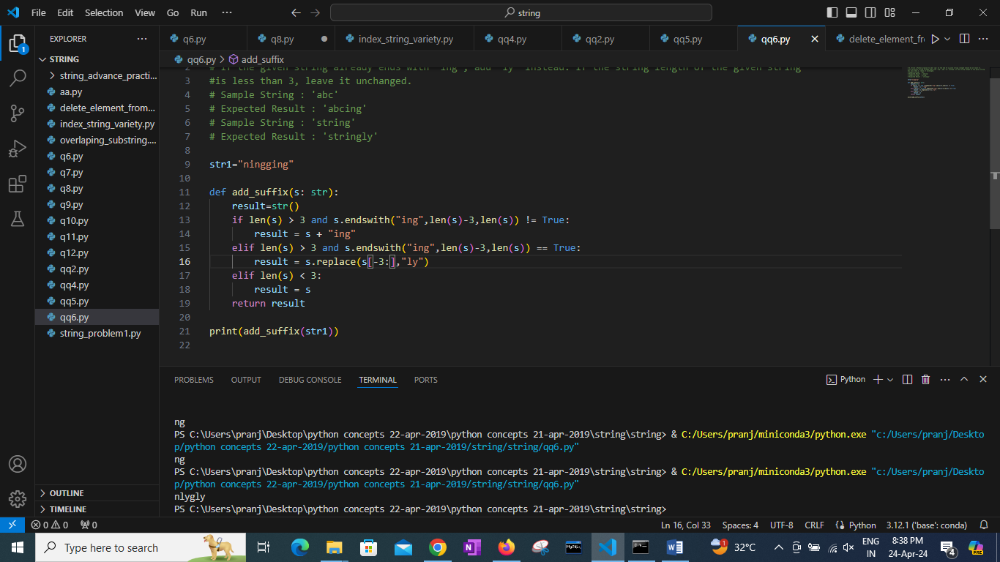 File Edit Selection View Go Run ··· string
EXPLORER ···
STRING
string_advance_practi...
aa.py
delete_element_from...
index_string_variety.py
overlaping_substring....
q6.py
q7.py
q8.py
q9.py
q10.py
q11.py
q12.py
qq2.py
qq4.py
qq5.py
qq6.py
string_problem1.py
OUTLINE
TIMELINE
q6.py q8.py index_string_variety.py qq4.py qq2.py qq5.py qq6.py delete_element_fr
qq6.py > add_suffix
2 # If the given string already ends with 'ing', add 'ly' instead. If the string length of the given string
3 #is less than 3, leave it unchanged.
4 # Sample String : 'abc'
5 # Expected Result : 'abcing'
6 # Sample String : 'string'
7 # Expected Result : 'stringly'
8
9 str1="ningging"
10
11 def add_suffix(s: str):
12 result=str()
13 if len(s) > 3 and s.endswith("ing",len(s)-3,len(s)) != True:
14 result = s + "ing"
15 elif len(s) > 3 and s.endswith("ing",len(s)-3,len(s)) == True:
16 result = s.replace(s[-3:],"ly")
17 elif len(s) < 3:
18 result = s
19 return result
20
21 print(add_suffix(str1))
22
PROBLEMS OUTPUT DEBUG CONSOLE TERMINAL PORTS Python
ng
PS C:\Users\pranj\Desktop\python concepts 22-apr-2019\python concepts 21-apr-2019\string\string> & C:/Users/pranj/miniconda3/python.exe "c:/Users/pranj/Deskto
p/python concepts 22-apr-2019/python concepts 21-apr-2019/string/string/qq6.py"
ng
PS C:\Users\pranj\Desktop\python concepts 22-apr-2019\python concepts 21-apr-2019\string\string> & C:/Users/pranj/miniconda3/python.exe "c:/Users/pranj/Deskto
p/python concepts 22-apr-2019/python concepts 21-apr-2019/string/string/qq6.py"
nlygly
PS C:\Users\pranj\Desktop\python concepts 22-apr-2019\python concepts 21-apr-2019\string\string>
0 0 0 Ln 16, Col 33 Spaces: 4 UTF-8 CRLF Python 3.12.1 ('base': conda)
Type here to search 32°C ENG 8:38 PM
IN 24-Apr-24 4